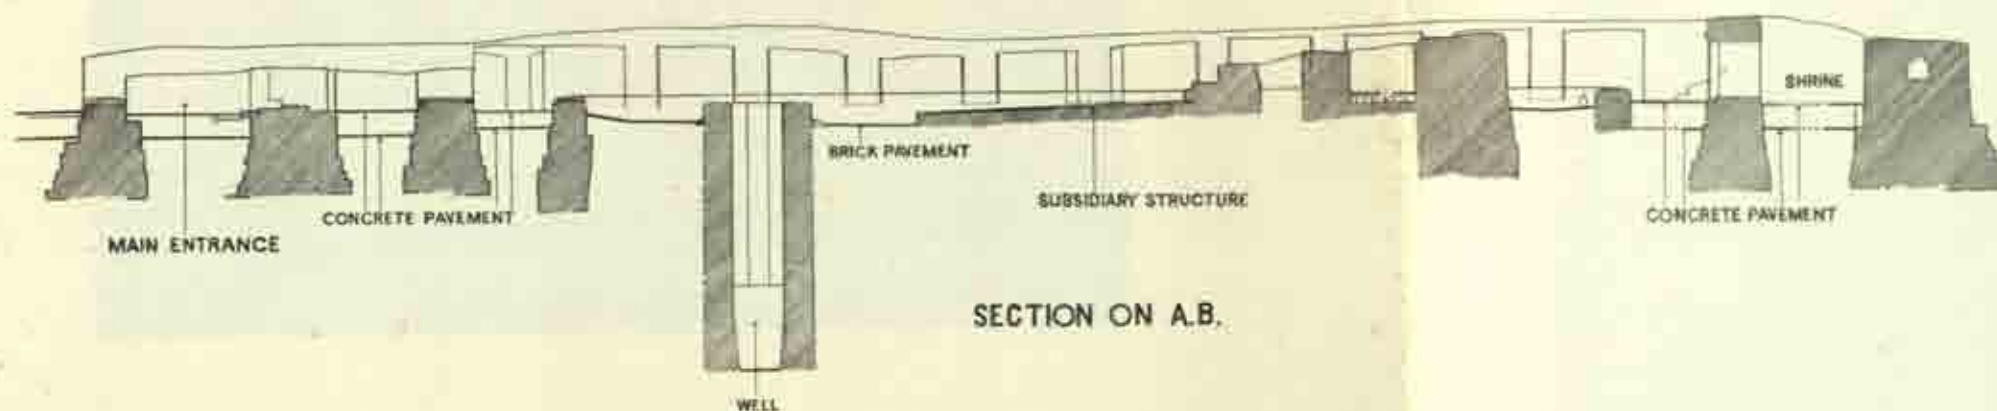 SHRINE
BRICK PAVEMENT
SUBSIDIARY STRUCTURE
CONCRETE PAVEMENT
CONCRETE PAVEMENT
MAIN ENTRANCE
SECTION ON A.B.
WELL